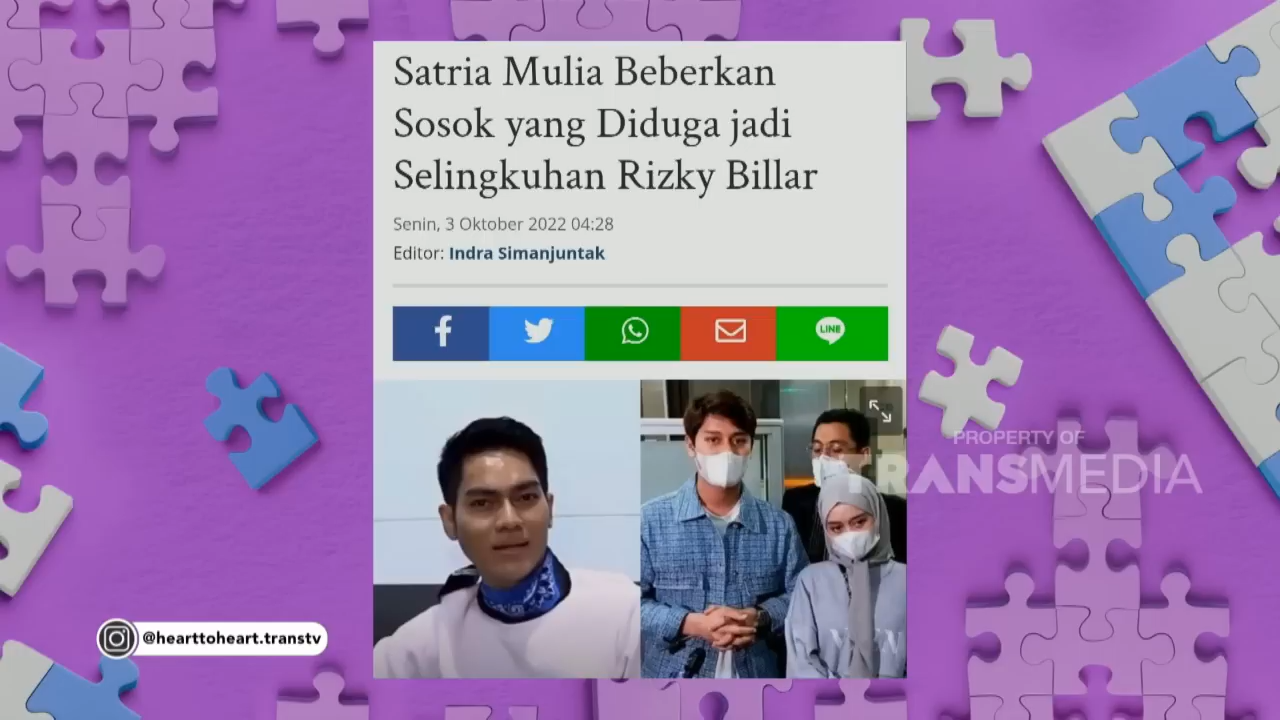 Satria Mulia Beberkan
Sosok yang Diduga jadi
Selingkuhan Rizky Billar
Senin, 3 Oktober 2022 04:28
Editor: Indra Simanjuntak
LINE
PROPERTY OF
TRANSMEDIA
@hearttoheart.transtv